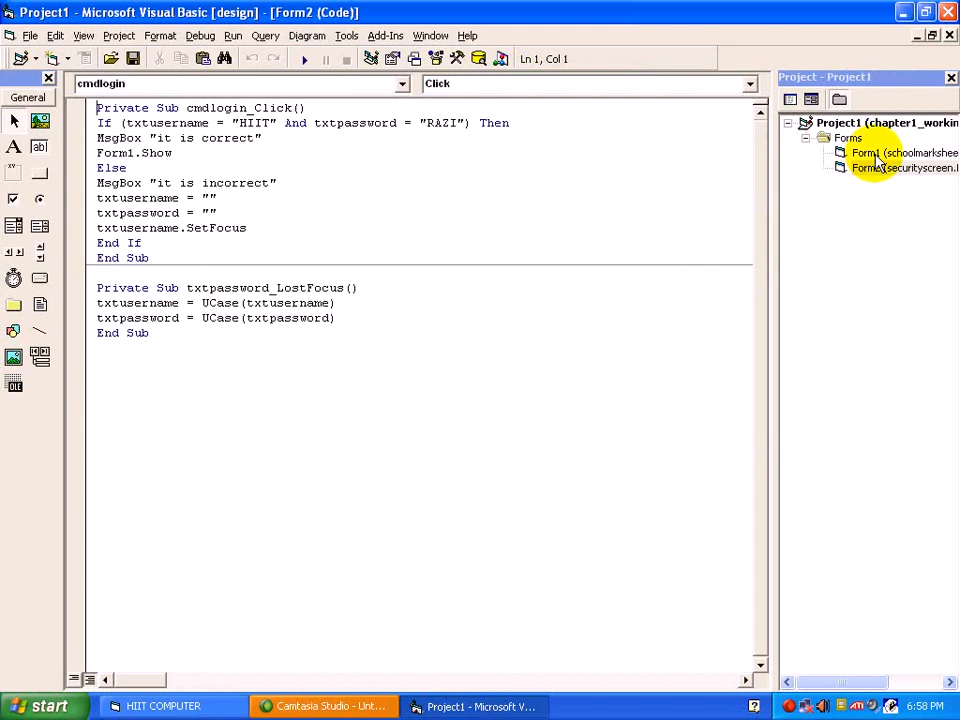 Project1 - Microsoft Visual Basic [design] - [Form2 (Code)]
File Edit View Project Format Debug Run Query Diagram Tools Add-Ins Window Help
Ln 1, Col 1
General
cmdlogin
Click
Project - Project1
Private Sub cmdlogin_Click()
If (txtusername = "HIIT" And txtpassword = "RAZI") Then
MsgBox "it is correct"
Form1.Show
Else
MsgBox "it is incorrect"
txtusername = ""
txtpassword = ""
txtusername.SetFocus
End If
End Sub
Private Sub txtpassword_LostFocus()
txtusername = UCase(txtusername)
txtpassword = UCase(txtpassword)
End Sub
Project1 (chapter1_workin
Forms
Form1 (schoolmarkshee
(securityscreen.
A
ab|
XY
OLE
start
HIIT COMPUTER
Camtasia Studio - Unt...
Project1 - Microsoft V...
ATI
6:58 PM